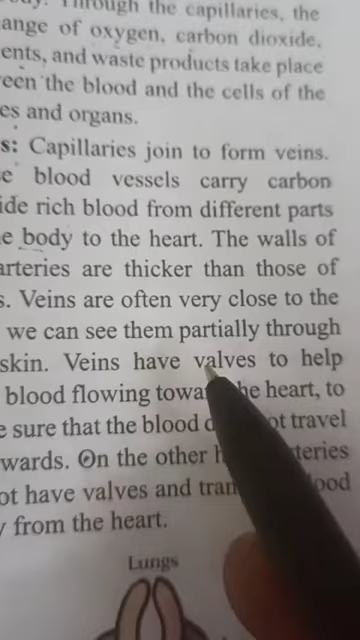 Through the capillaries, the
ange of oxygen, carbon dioxide,
ents, and waste products take place
een the blood and the cells of the
es and organs.
s: Capillaries join to form veins.
e blood vessels carry carbon
ide rich blood from different parts
e body to the heart. The walls of
arteries are thicker than those of
s. Veins are often very close to the
we can see them partially through
skin. Veins have valves to help
blood flowing towa he heart, to
e sure that the blood ot travel
wards. On the other h teries
ot have valves and tran lood
y from the heart.
Lungs